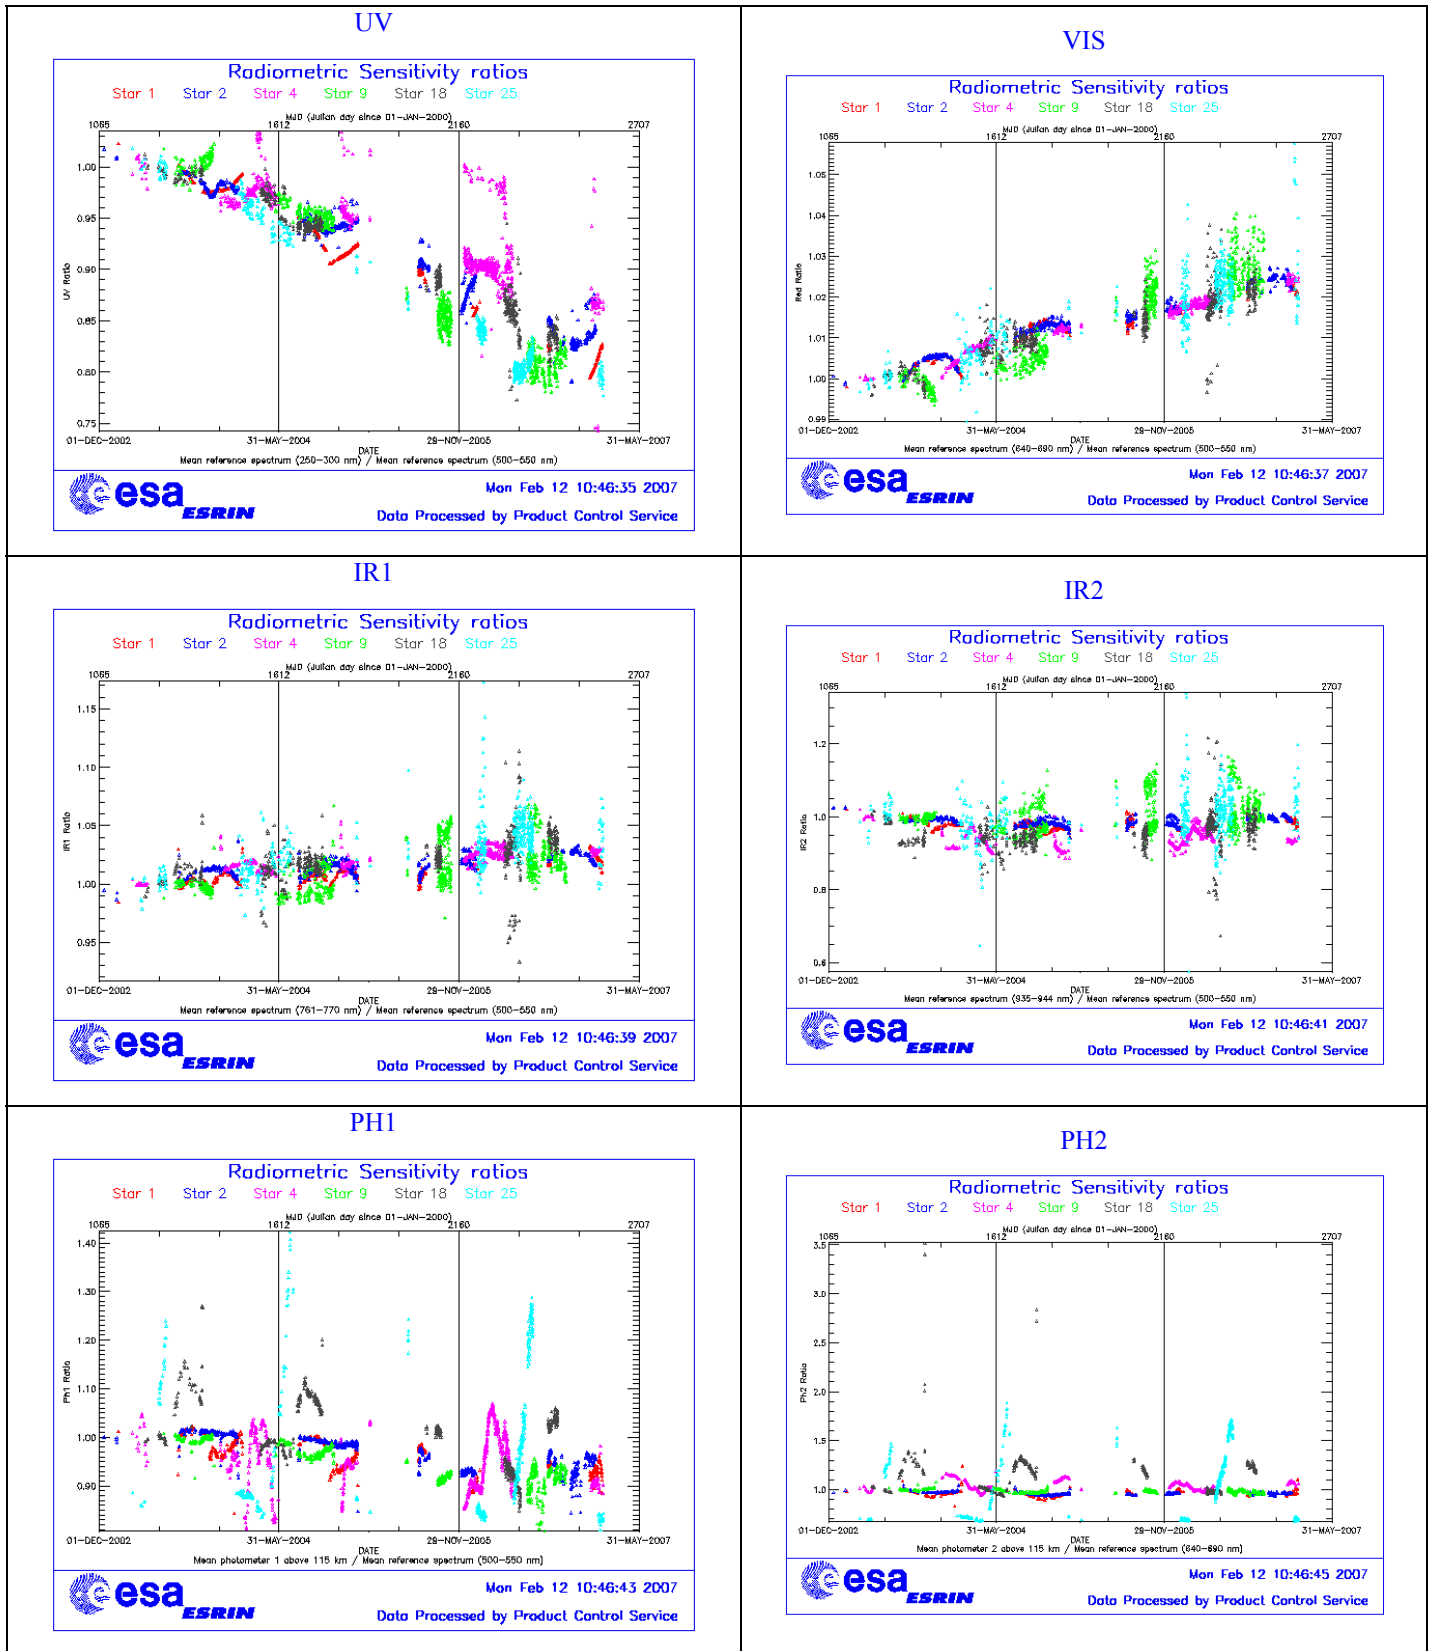 UV
Radiometric Sensitivity ratios
Star 1 Star 2 Star 4 Star 9 Star 18 Star 25
MJD (Julian day since 01-JAN-2000)
1065 1612 2160 2707
UV Ratio
1.00
0.95
0.90
0.85
0.80
0.75
01-DEC-2002 31-MAY-2004 28-NOV-2005 31-MAY-2007
DATE
Mean reference spectrum (250-300 nm) / Mean reference spectrum (500-550 nm)
esa ESRIN
Mon Feb 12 10:46:35 2007
Data Processed by Product Control Service
VIS
Radiometric Sensitivity ratios
Star 1 Star 2 Star 4 Star 9 Star 18 Star 25
MJD (Julian day since 01-JAN-2000)
1065 1612 2160 2707
Red Ratio
1.05
1.04
1.03
1.02
1.01
1.00
0.99
01-DEC-2002 31-MAY-2004 28-NOV-2005 31-MAY-2007
DATE
Mean reference spectrum (640-690 nm) / Mean reference spectrum (500-550 nm)
esa ESRIN
Mon Feb 12 10:46:37 2007
Data Processed by Product Control Service
IR1
Radiometric Sensitivity ratios
Star 1 Star 2 Star 4 Star 9 Star 18 Star 25
MJD (Julian day since 01-JAN-2000)
1065 1612 2160 2707
IR1 Ratio
1.15
1.10
1.05
1.00
0.95
01-DEC-2002 31-MAY-2004 28-NOV-2005 31-MAY-2007
DATE
Mean reference spectrum (761-770 nm) / Mean reference spectrum (500-550 nm)
esa ESRIN
Mon Feb 12 10:46:39 2007
Data Processed by Product Control Service
IR2
Radiometric Sensitivity ratios
Star 1 Star 2 Star 4 Star 9 Star 18 Star 25
MJD (Julian day since 01-JAN-2000)
1065 1612 2160 2707
IR2 Ratio
1.2
1.0
0.8
0.6
01-DEC-2002 31-MAY-2004 28-NOV-2005 31-MAY-2007
DATE
Mean reference spectrum (935-944 nm) / Mean reference spectrum (500-550 nm)
esa ESRIN
Mon Feb 12 10:46:41 2007
Data Processed by Product Control Service
PH1
Radiometric Sensitivity ratios
Star 1 Star 2 Star 4 Star 9 Star 18 Star 25
MJD (Julian day since 01-JAN-2000)
1065 1612 2160 2707
Ph1 Ratio
1.40
1.30
1.20
1.10
1.00
0.90
01-DEC-2002 31-MAY-2004 28-NOV-2005 31-MAY-2007
DATE
Mean photometer 1 above 115 km / Mean reference spectrum (500-550 nm)
esa ESRIN
Mon Feb 12 10:46:43 2007
Data Processed by Product Control Service
PH2
Radiometric Sensitivity ratios
Star 1 Star 2 Star 4 Star 9 Star 18 Star 25
MJD (Julian day since 01-JAN-2000)
1065 1612 2160 2707
Ph2 Ratio
3.5
3.0
2.5
2.0
1.5
1.0
01-DEC-2002 31-MAY-2004 28-NOV-2005 31-MAY-2007
DATE
Mean photometer 2 above 115 km / Mean reference spectrum (640-690 nm)
esa ESRIN
Mon Feb 12 10:46:45 2007
Data Processed by Product Control Service